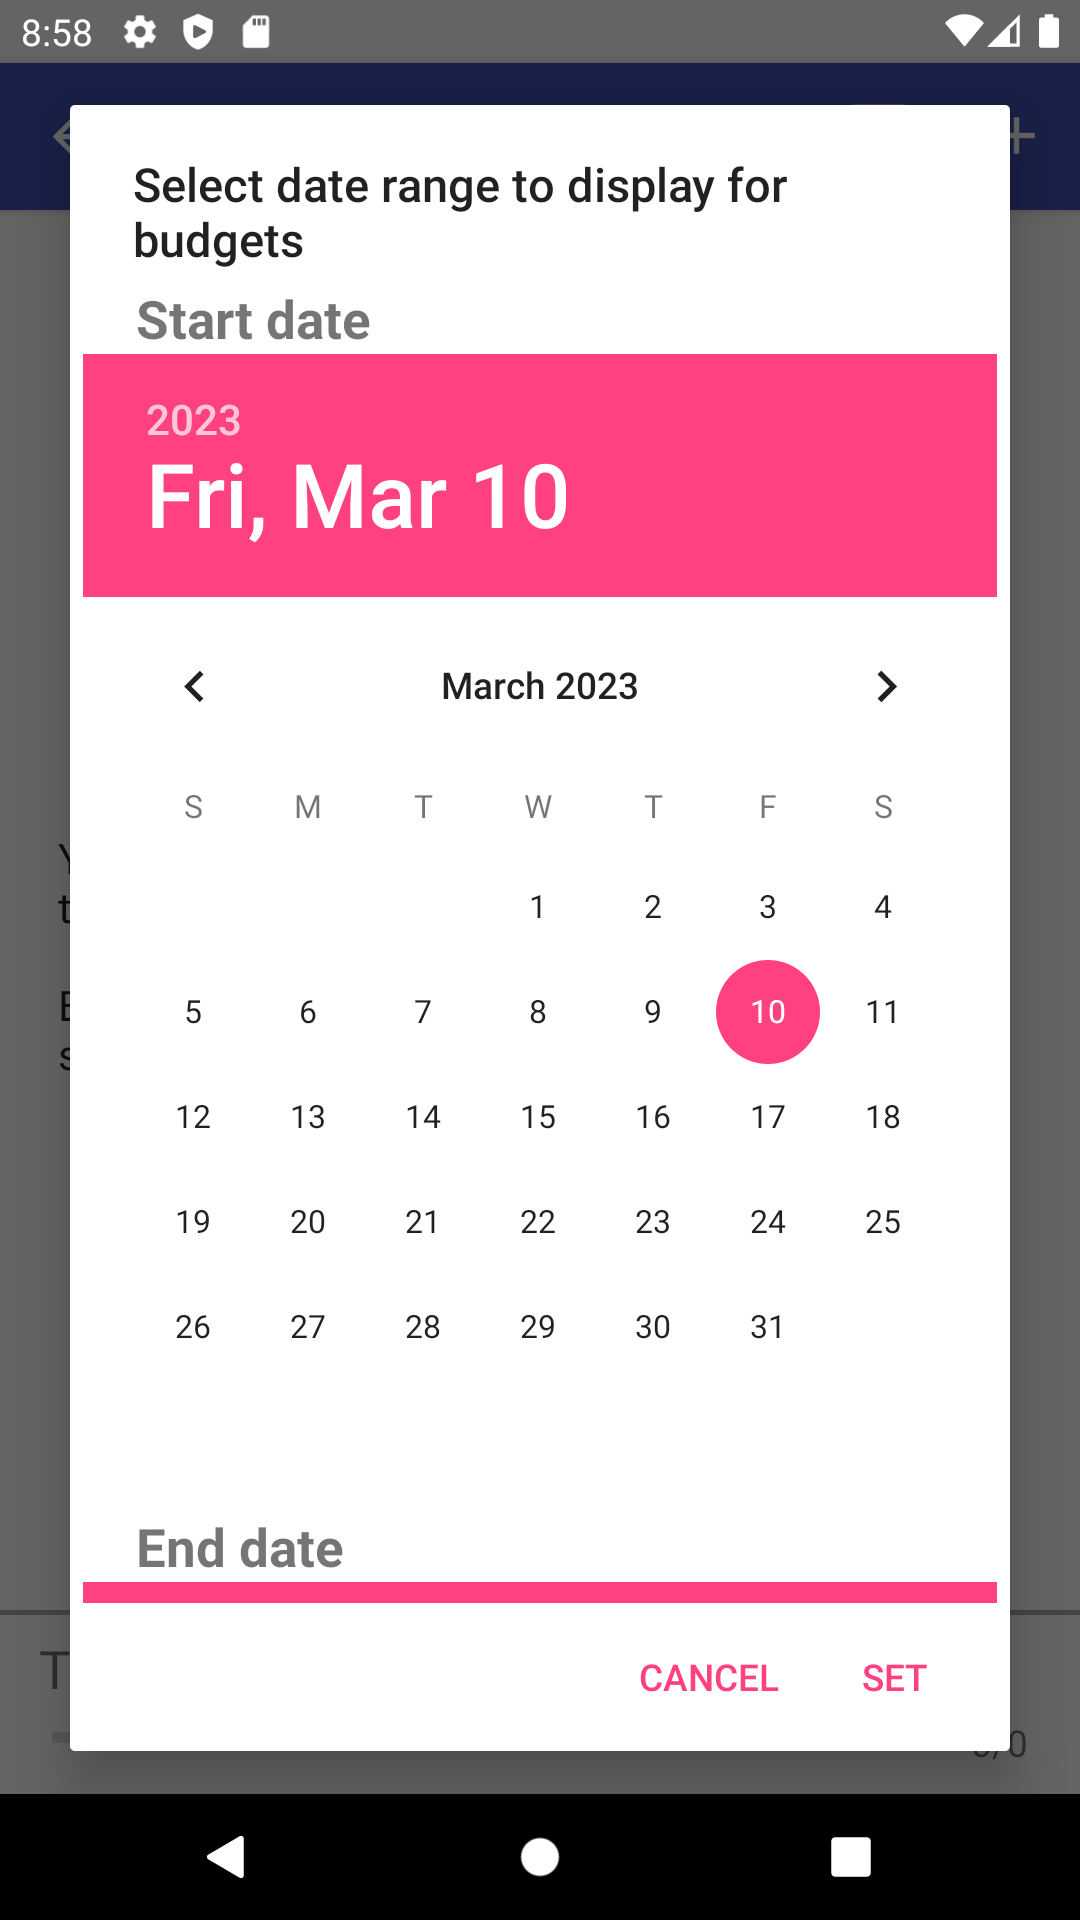 8:58
Select date range to display for
budgets
Start date
2023
Fri, Mar 10
March 2023
S M T W T F S
1 2 3 4
5 6 7 8 9 10 11
12 13 14 15 16 17 18
19 20 21 22 23 24 25
26 27 28 29 30 31
End date
CANCEL SET